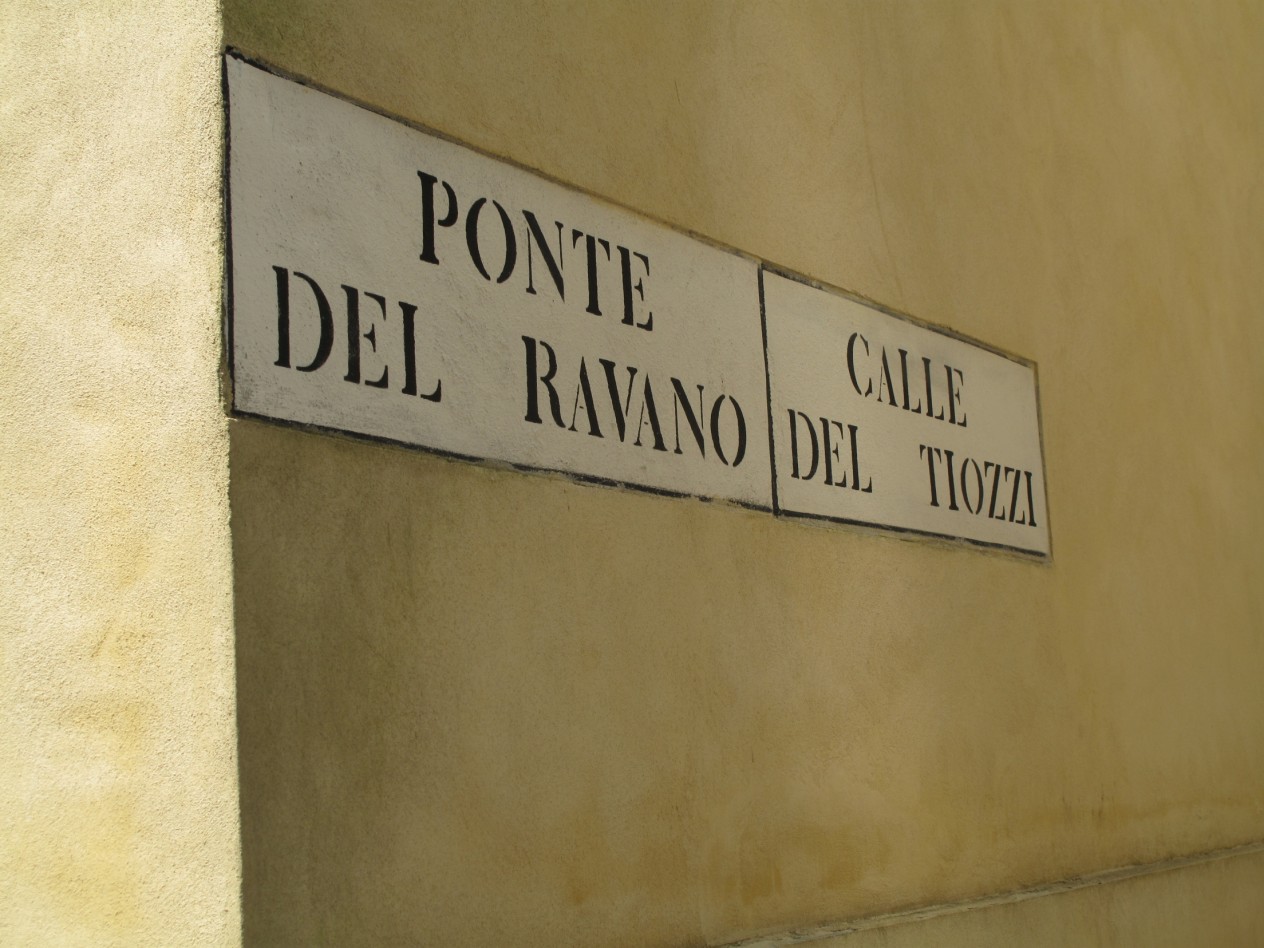 PONTE
DEL RAVANO
CALLE
DEL TIOZZI